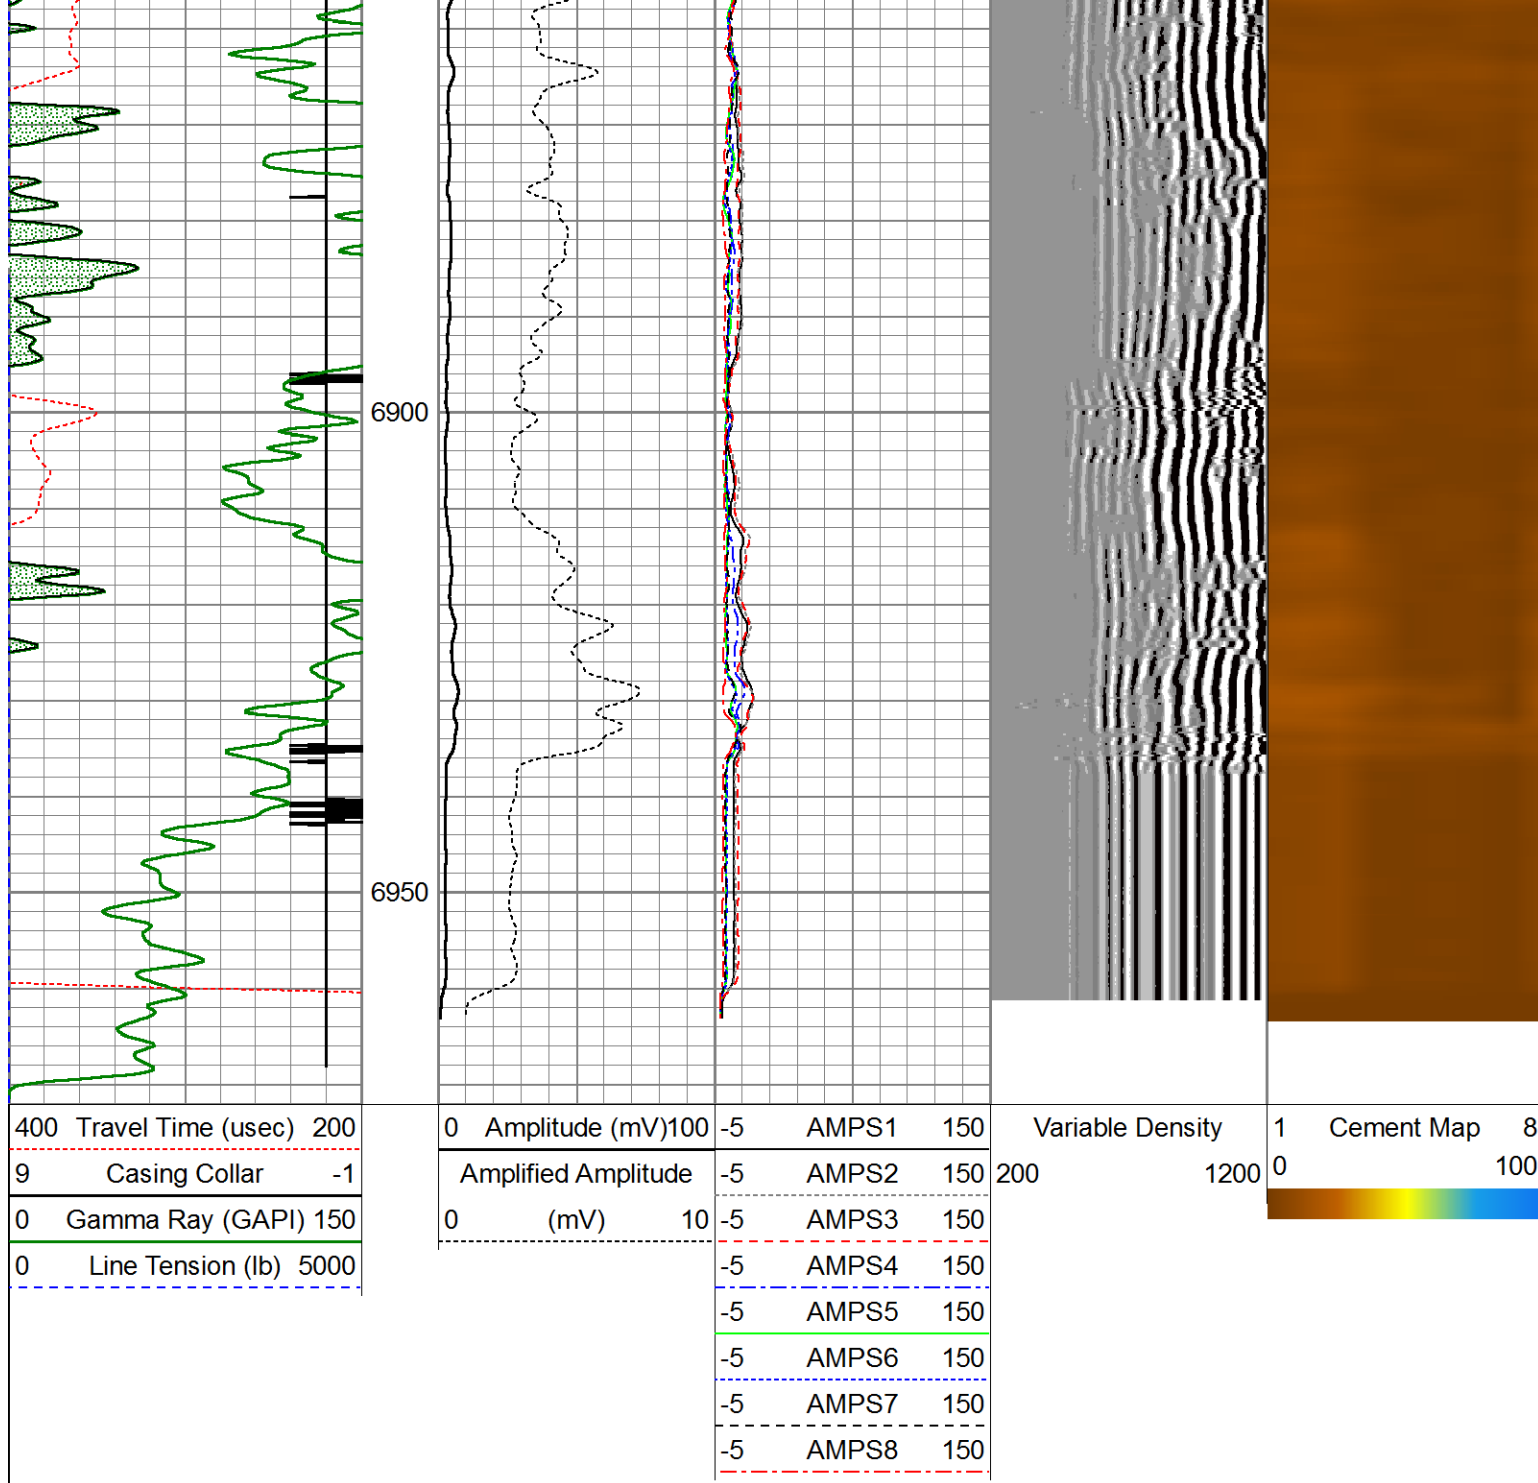 6900
6950
400 Travel Time (usec) 200
9 Casing Collar -1
0 Gamma Ray (GAPI) 150
0 Line Tension (lb) 5000
0 Amplitude (mV)100
Amplified Amplitude
0 (mV) 10
-5 AMPS1 150
-5 AMPS2 150
-5 AMPS3 150
-5 AMPS4 150
-5 AMPS5 150
-5 AMPS6 150
-5 AMPS7 150
-5 AMPS8 150
Variable Density
200 1200
1 Cement Map 8
0 100